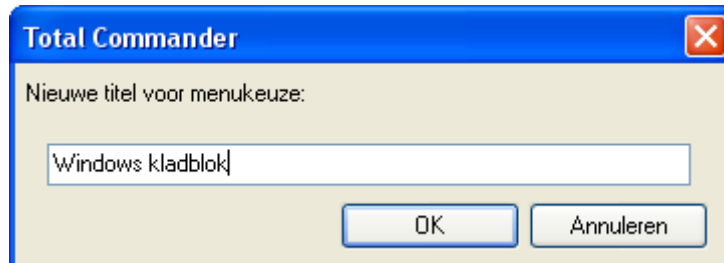 Total Commander
Nieuwe titel voor menukeuze:
Windows kladblok
OK
Annuleren